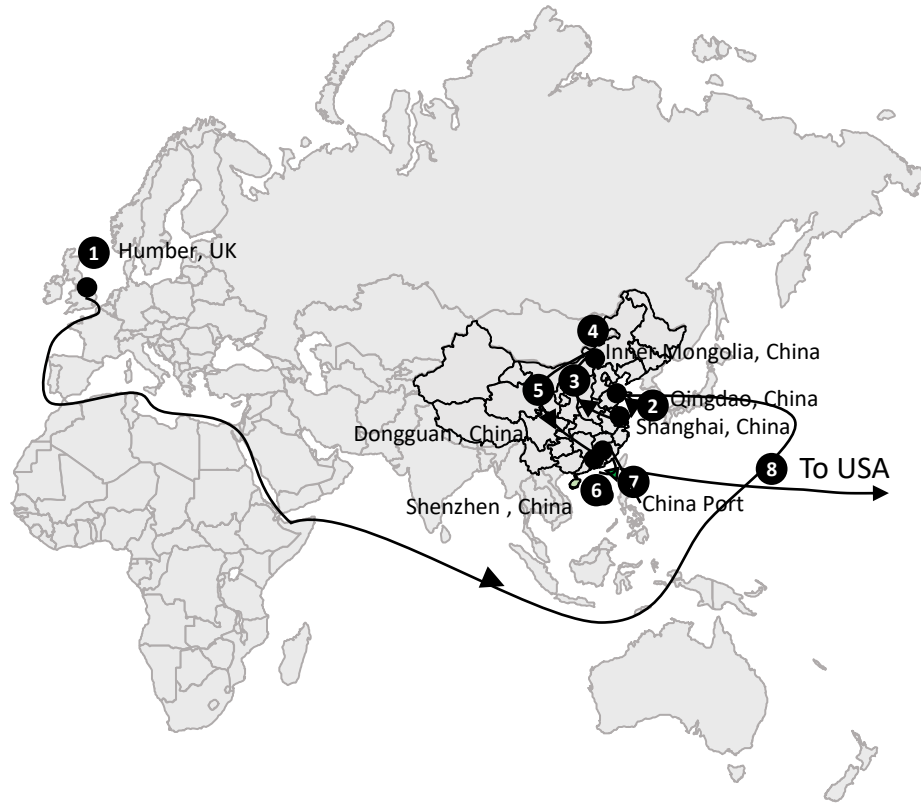 1 Humber, UK
4
Inner Mongolia, China
3
5
2 Qingdao, China
Shanghai, China
Dongguan , China
8 To USA
6
7
Shenzhen , China
China Port